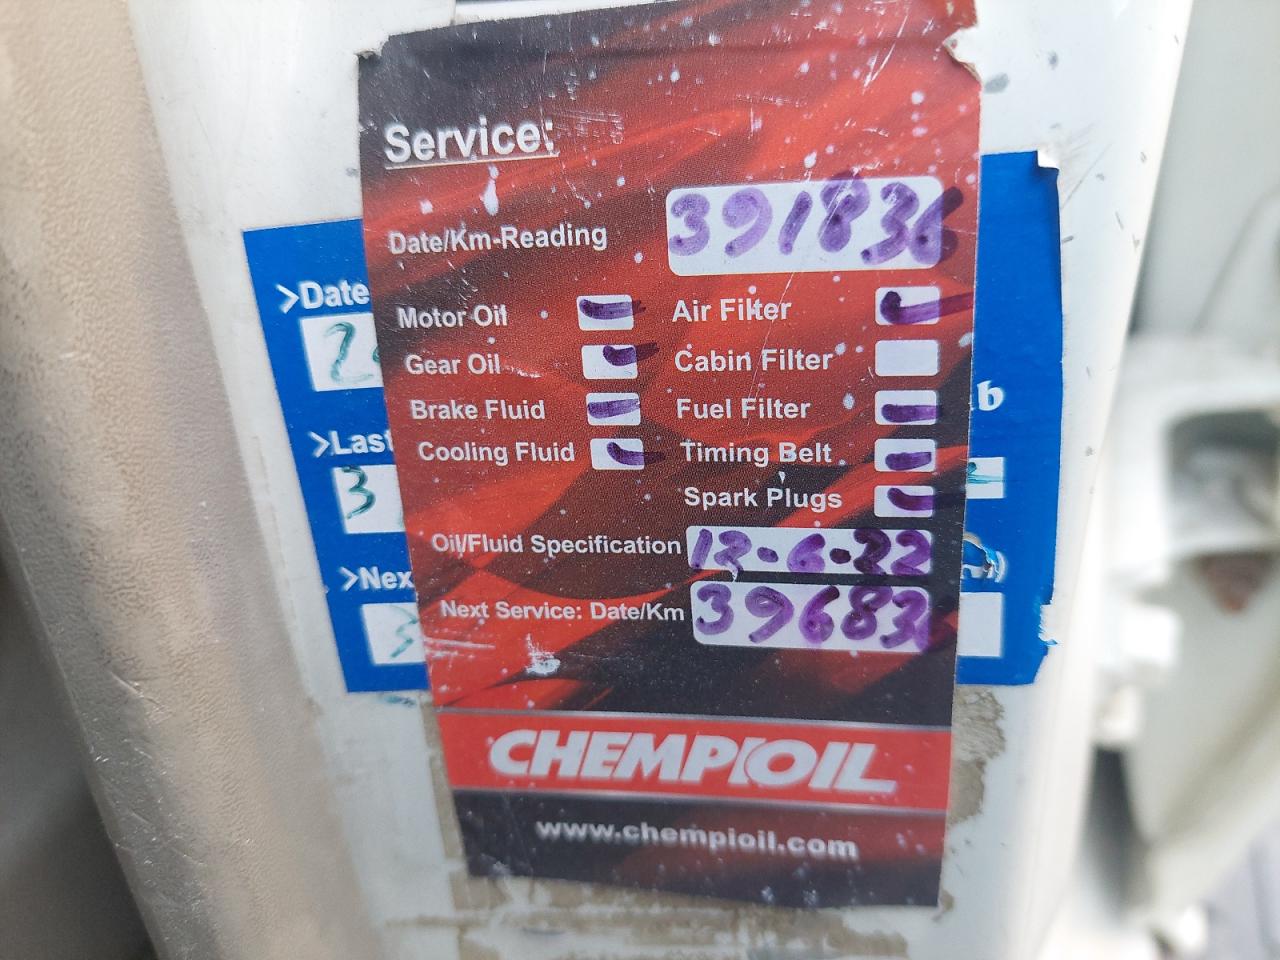 Service:
Date/Km-Reading 391836
Motor Oil Air Filter
Gear Oil Cabin Filter
Brake Fluid Fuel Filter
Cooling Fluid Timing Belt
Spark Plugs
Oil/Fluid Specification 12-6-22
Next Service: Date/Km 39683
CHEMPIOIL
www.chempioil.com
>Date
>Last
3
>Nex
3
b